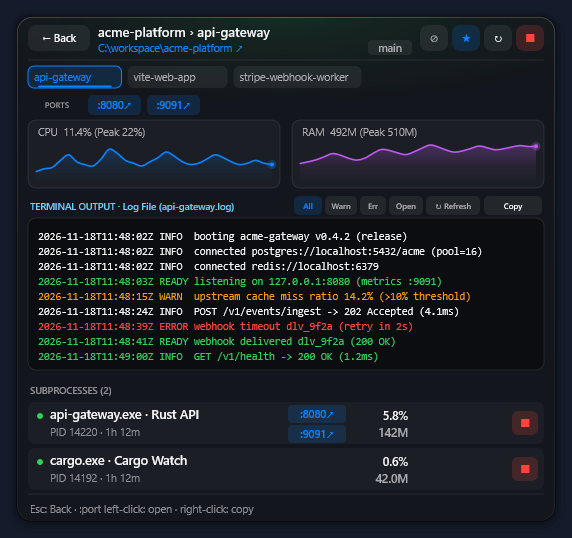 ← Back
acme-platform › api-gateway
C:\workspace\acme-platform ↗
main
⊘ ★ ↻
api-gateway vite-web-app stripe-webhook-worker
PORTS :8080↗ :9091↗
CPU 11.4% (Peak 22%)
RAM 492M (Peak 510M)
TERMINAL OUTPUT · Log File (api-gateway.log)
All Warn Err Open ↻ Refresh Copy
2026-11-18T11:48:02Z INFO booting acme-gateway v0.4.2 (release)
2026-11-18T11:48:02Z INFO connected postgres://localhost:5432/acme (pool=16)
2026-11-18T11:48:02Z INFO connected redis://localhost:6379
2026-11-18T11:48:03Z READY listening on 127.0.0.1:8080 (metrics :9091)
2026-11-18T11:48:15Z WARN upstream cache miss ratio 14.2% (>10% threshold)
2026-11-18T11:48:24Z INFO POST /v1/events/ingest -> 202 Accepted (4.1ms)
2026-11-18T11:48:39Z ERROR webhook timeout dlv_9f2a (retry in 2s)
2026-11-18T11:48:41Z READY webhook delivered dlv_9f2a (200 OK)
2026-11-18T11:49:00Z INFO GET /v1/health -> 200 OK (1.2ms)
SUBPROCESSES (2)
api-gateway.exe · Rust API :8080↗ 5.8%
PID 14220 · 1h 12m :9091↗ 142M
cargo.exe · Cargo Watch 0.6%
PID 14192 · 1h 12m 42.0M
Esc: Back · :port left-click: open · right-click: copy